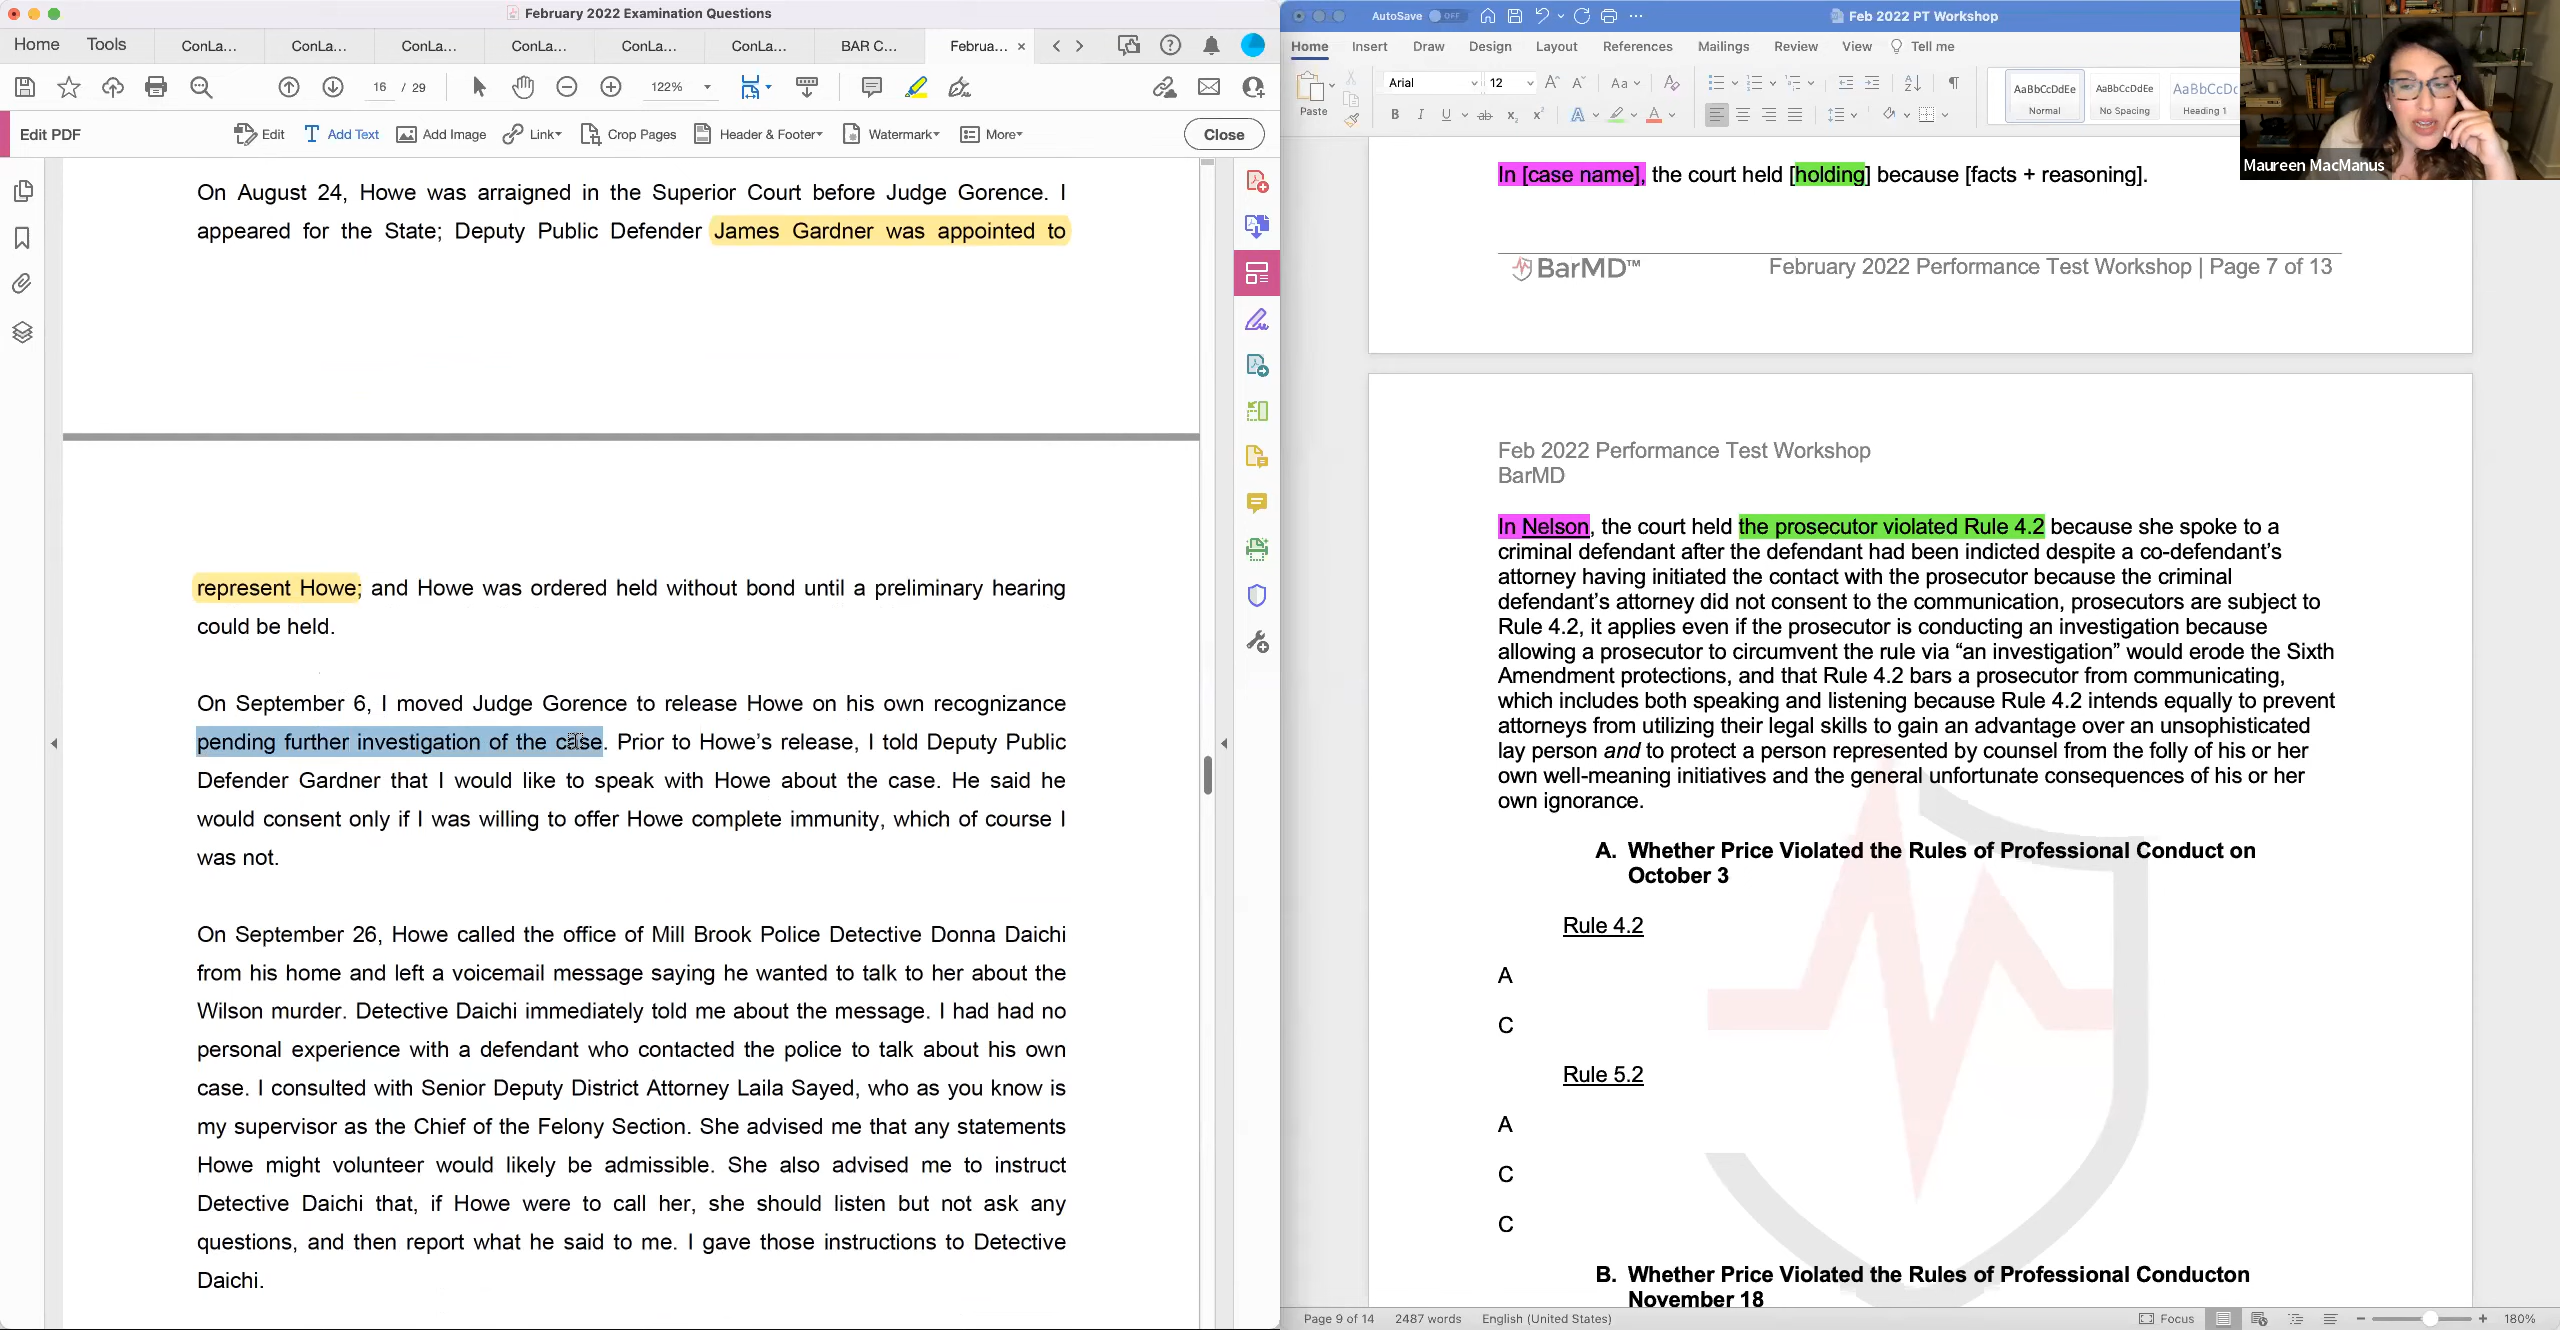 February 2022 Examination Questions
Home Tools ConLa... ConLa... ConLa... ConLa... ConLa... ConLa... BAR C... Februa... ×
16 / 29 122%
Edit PDF Edit Add Text Add Image Link Crop Pages Header & Footer Watermark More Close
On August 24, Howe was arraigned in the Superior Court before Judge Gorence. I
appeared for the State; Deputy Public Defender James Gardner was appointed to
represent Howe; and Howe was ordered held without bond until a preliminary hearing
could be held.
On September 6, I moved Judge Gorence to release Howe on his own recognizance
pending further investigation of the case. Prior to Howe's release, I told Deputy Public
Defender Gardner that I would like to speak with Howe about the case. He said he
would consent only if I was willing to offer Howe complete immunity, which of course I
was not.
On September 26, Howe called the office of Mill Brook Police Detective Donna Daichi
from his home and left a voicemail message saying he wanted to talk to her about the
Wilson murder. Detective Daichi immediately told me about the message. I had had no
personal experience with a defendant who contacted the police to talk about his own
case. I consulted with Senior Deputy District Attorney Laila Sayed, who as you know is
my supervisor as the Chief of the Felony Section. She advised me that any statements
Howe might volunteer would likely be admissible. She also advised me to instruct
Detective Daichi that, if Howe were to call her, she should listen but not ask any
questions, and then report what he said to me. I gave those instructions to Detective
Daichi.
AutoSave OFF ... Feb 2022 PT Workshop
Home Insert Draw Design Layout References Mailings Review View Tell me
Paste Arial 12 Aa AaBbCcDdEe AaBbCcDdEe AaBbCcDc
B I U ab Normal No Spacing Heading 1
Maureen MacManus
In [case name], the court held [holding] because [facts + reasoning].
BarMD™ February 2022 Performance Test Workshop | Page 7 of 13
Feb 2022 Performance Test Workshop
BarMD
In Nelson, the court held the prosecutor violated Rule 4.2 because she spoke to a
criminal defendant after the defendant had been indicted despite a co-defendant's
attorney having initiated the contact with the prosecutor because the criminal
defendant's attorney did not consent to the communication, prosecutors are subject to
Rule 4.2, it applies even if the prosecutor is conducting an investigation because
allowing a prosecutor to circumvent the rule via "an investigation" would erode the Sixth
Amendment protections, and that Rule 4.2 bars a prosecutor from communicating,
which includes both speaking and listening because Rule 4.2 intends equally to prevent
attorneys from utilizing their legal skills to gain an advantage over an unsophisticated
lay person and to protect a person represented by counsel from the folly of his or her
own well-meaning initiatives and the general unfortunate consequences of his or her
own ignorance.
A. Whether Price Violated the Rules of Professional Conduct on
October 3
Rule 4.2
A
C
Rule 5.2
A
C
C
B. Whether Price Violated the Rules of Professional Conducton
November 18
Page 9 of 14 2487 words English (United States) Focus 180%